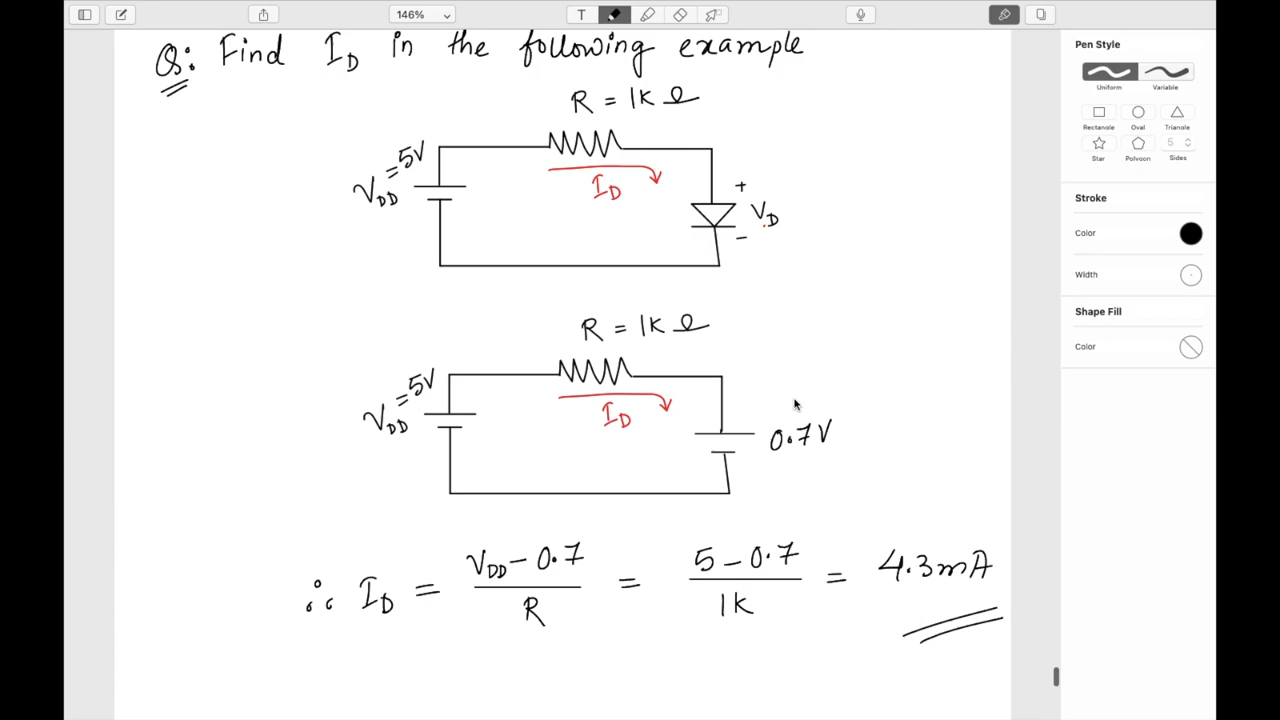 146%
T
Q: Find I_D in the following example
R = 1K Ω
V_DD = 5V
I_D
+
V_D
−
R = 1K Ω
V_DD = 5V
I_D
0.7V
∴ I_D = (V_DD − 0.7)/R = (5 − 0.7)/1K = 4.3mA
Pen Style
Uniform Variable
Rectangle Oval Triangle
Star Polygon 5 Sides
Stroke
Color
Width
Shape Fill
Color